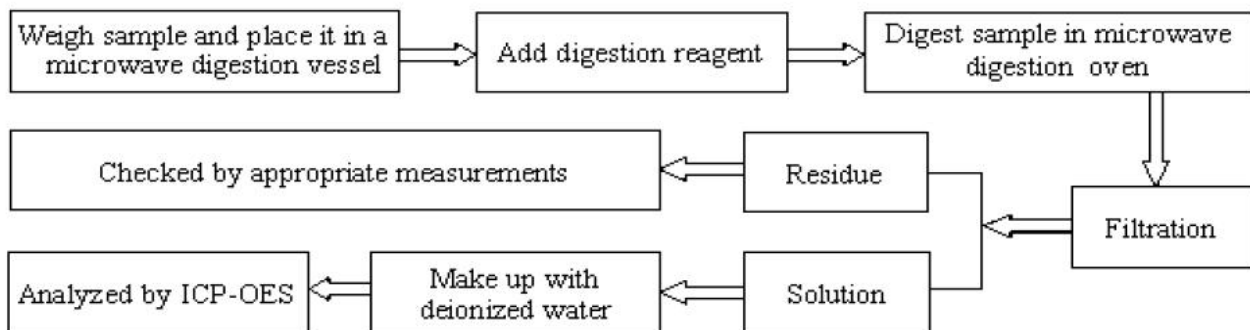 Weigh sample and place it in a
microwave digestion vessel
Add digestion reagent
Digest sample in microwave
digestion oven
Checked by appropriate measurements
Residue
Filtration
Analyzed by ICP-OES
Make up with
deionized water
Solution